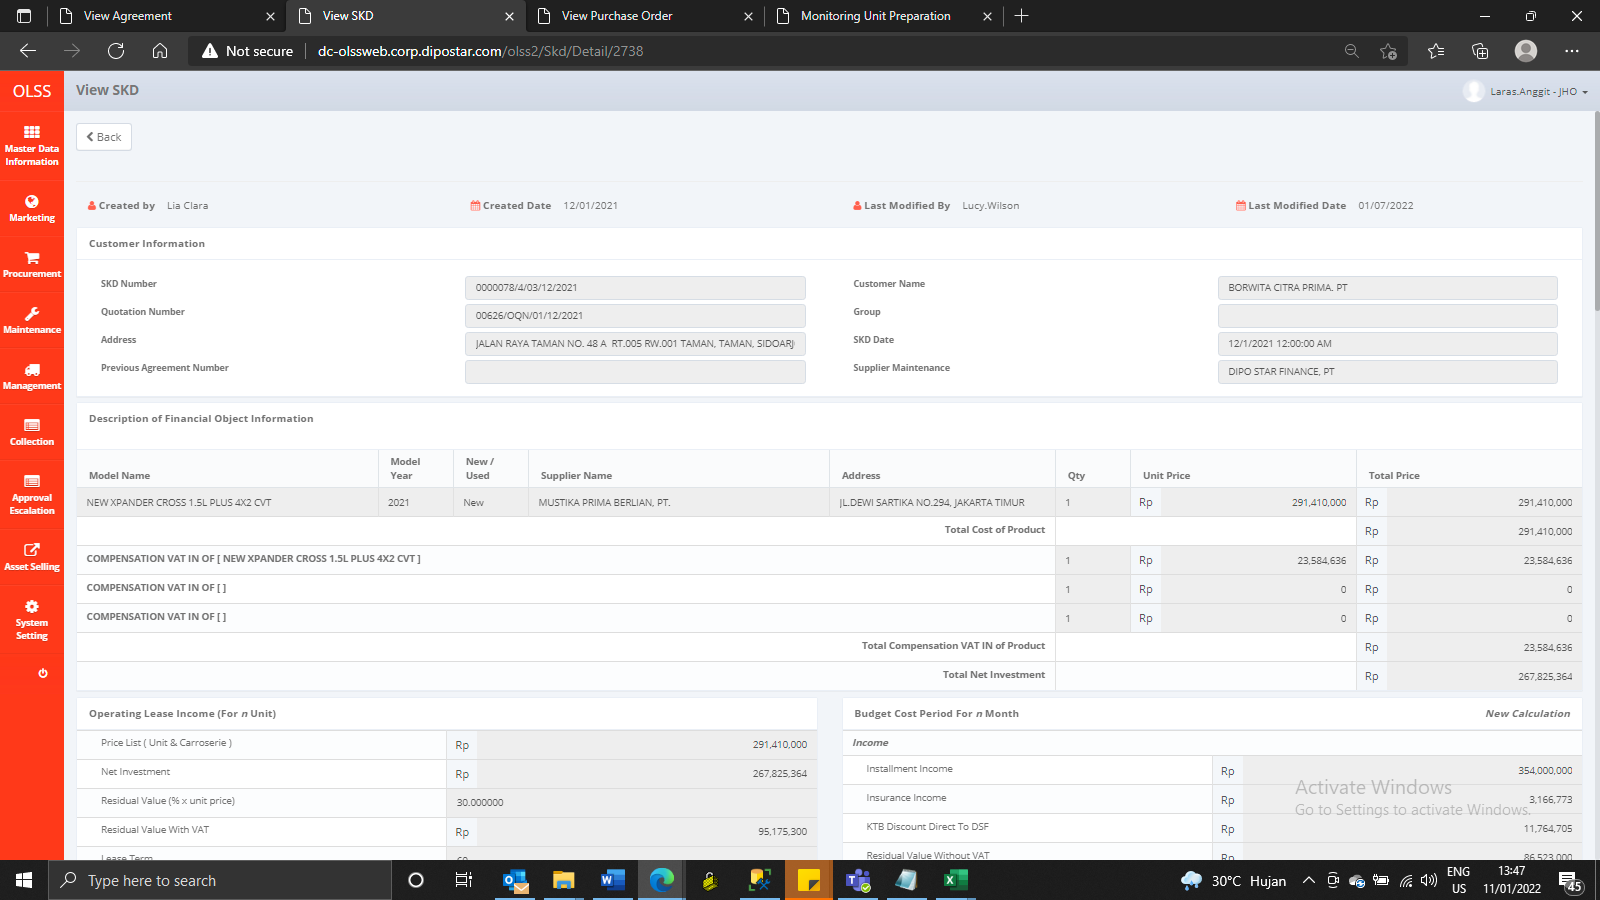 View Agreement
View SKD
View Purchase Order
Monitoring Unit Preparation
Not secure
dc-olssweb.corp.dipostar.com/olss2/Skd/Detail/2738
OLSS
View SKD
Laras.Anggit - JHO
Back
Master Data
Information
Marketing
Procurement
Maintenance
Management
Collection
Approval
Escalation
Asset Selling
System
Setting
Created by Lia Clara
Created Date 12/01/2021
Last Modified By Lucy.Wilson
Last Modified Date 01/07/2022
Customer Information
SKD Number 0000078/4/03/12/2021
Customer Name BORWITA CITRA PRIMA. PT
Quotation Number 00626/OQN/01/12/2021
Group
Address JALAN RAYA TAMAN NO. 48 A RT.005 RW.001 TAMAN, TAMAN, SIDOARJ
SKD Date 12/1/2021 12:00:00 AM
Previous Agreement Number
Supplier Maintenance DIPO STAR FINANCE, PT
Description of Financial Object Information
Model Name Model Year New / Used Supplier Name Address Qty Unit Price Total Price
NEW XPANDER CROSS 1.5L PLUS 4X2 CVT 2021 New MUSTIKA PRIMA BERLIAN, PT. JL.DEWI SARTIKA NO.294, JAKARTA TIMUR 1 Rp 291,410,000 Rp 291,410,000
Total Cost of Product Rp 291,410,000
COMPENSATION VAT IN OF [ NEW XPANDER CROSS 1.5L PLUS 4X2 CVT ] 1 Rp 23,584,636 Rp 23,584,636
COMPENSATION VAT IN OF [ ] 1 Rp 0 Rp 0
COMPENSATION VAT IN OF [ ] 1 Rp 0 Rp 0
Total Compensation VAT IN of Product Rp 23,584,636
Total Net Investment Rp 267,825,364
Operating Lease Income (For n Unit)
Price List ( Unit & Carroserie ) Rp 291,410,000
Net Investment Rp 267,825,364
Residual Value (% x unit price) 30.000000
Residual Value With VAT Rp 95,175,300
Lease Term 60
Budget Cost Period For n Month New Calculation
Income
Installment Income Rp 354,000,000
Insurance Income Rp 3,166,773
KTB Discount Direct To DSF Rp 11,764,705
Residual Value Without VAT Rp 86,523,000
Activate Windows
Go to Settings to activate Windows.
Type here to search
30°C Hujan
ENG
US
13:47
11/01/2022
45